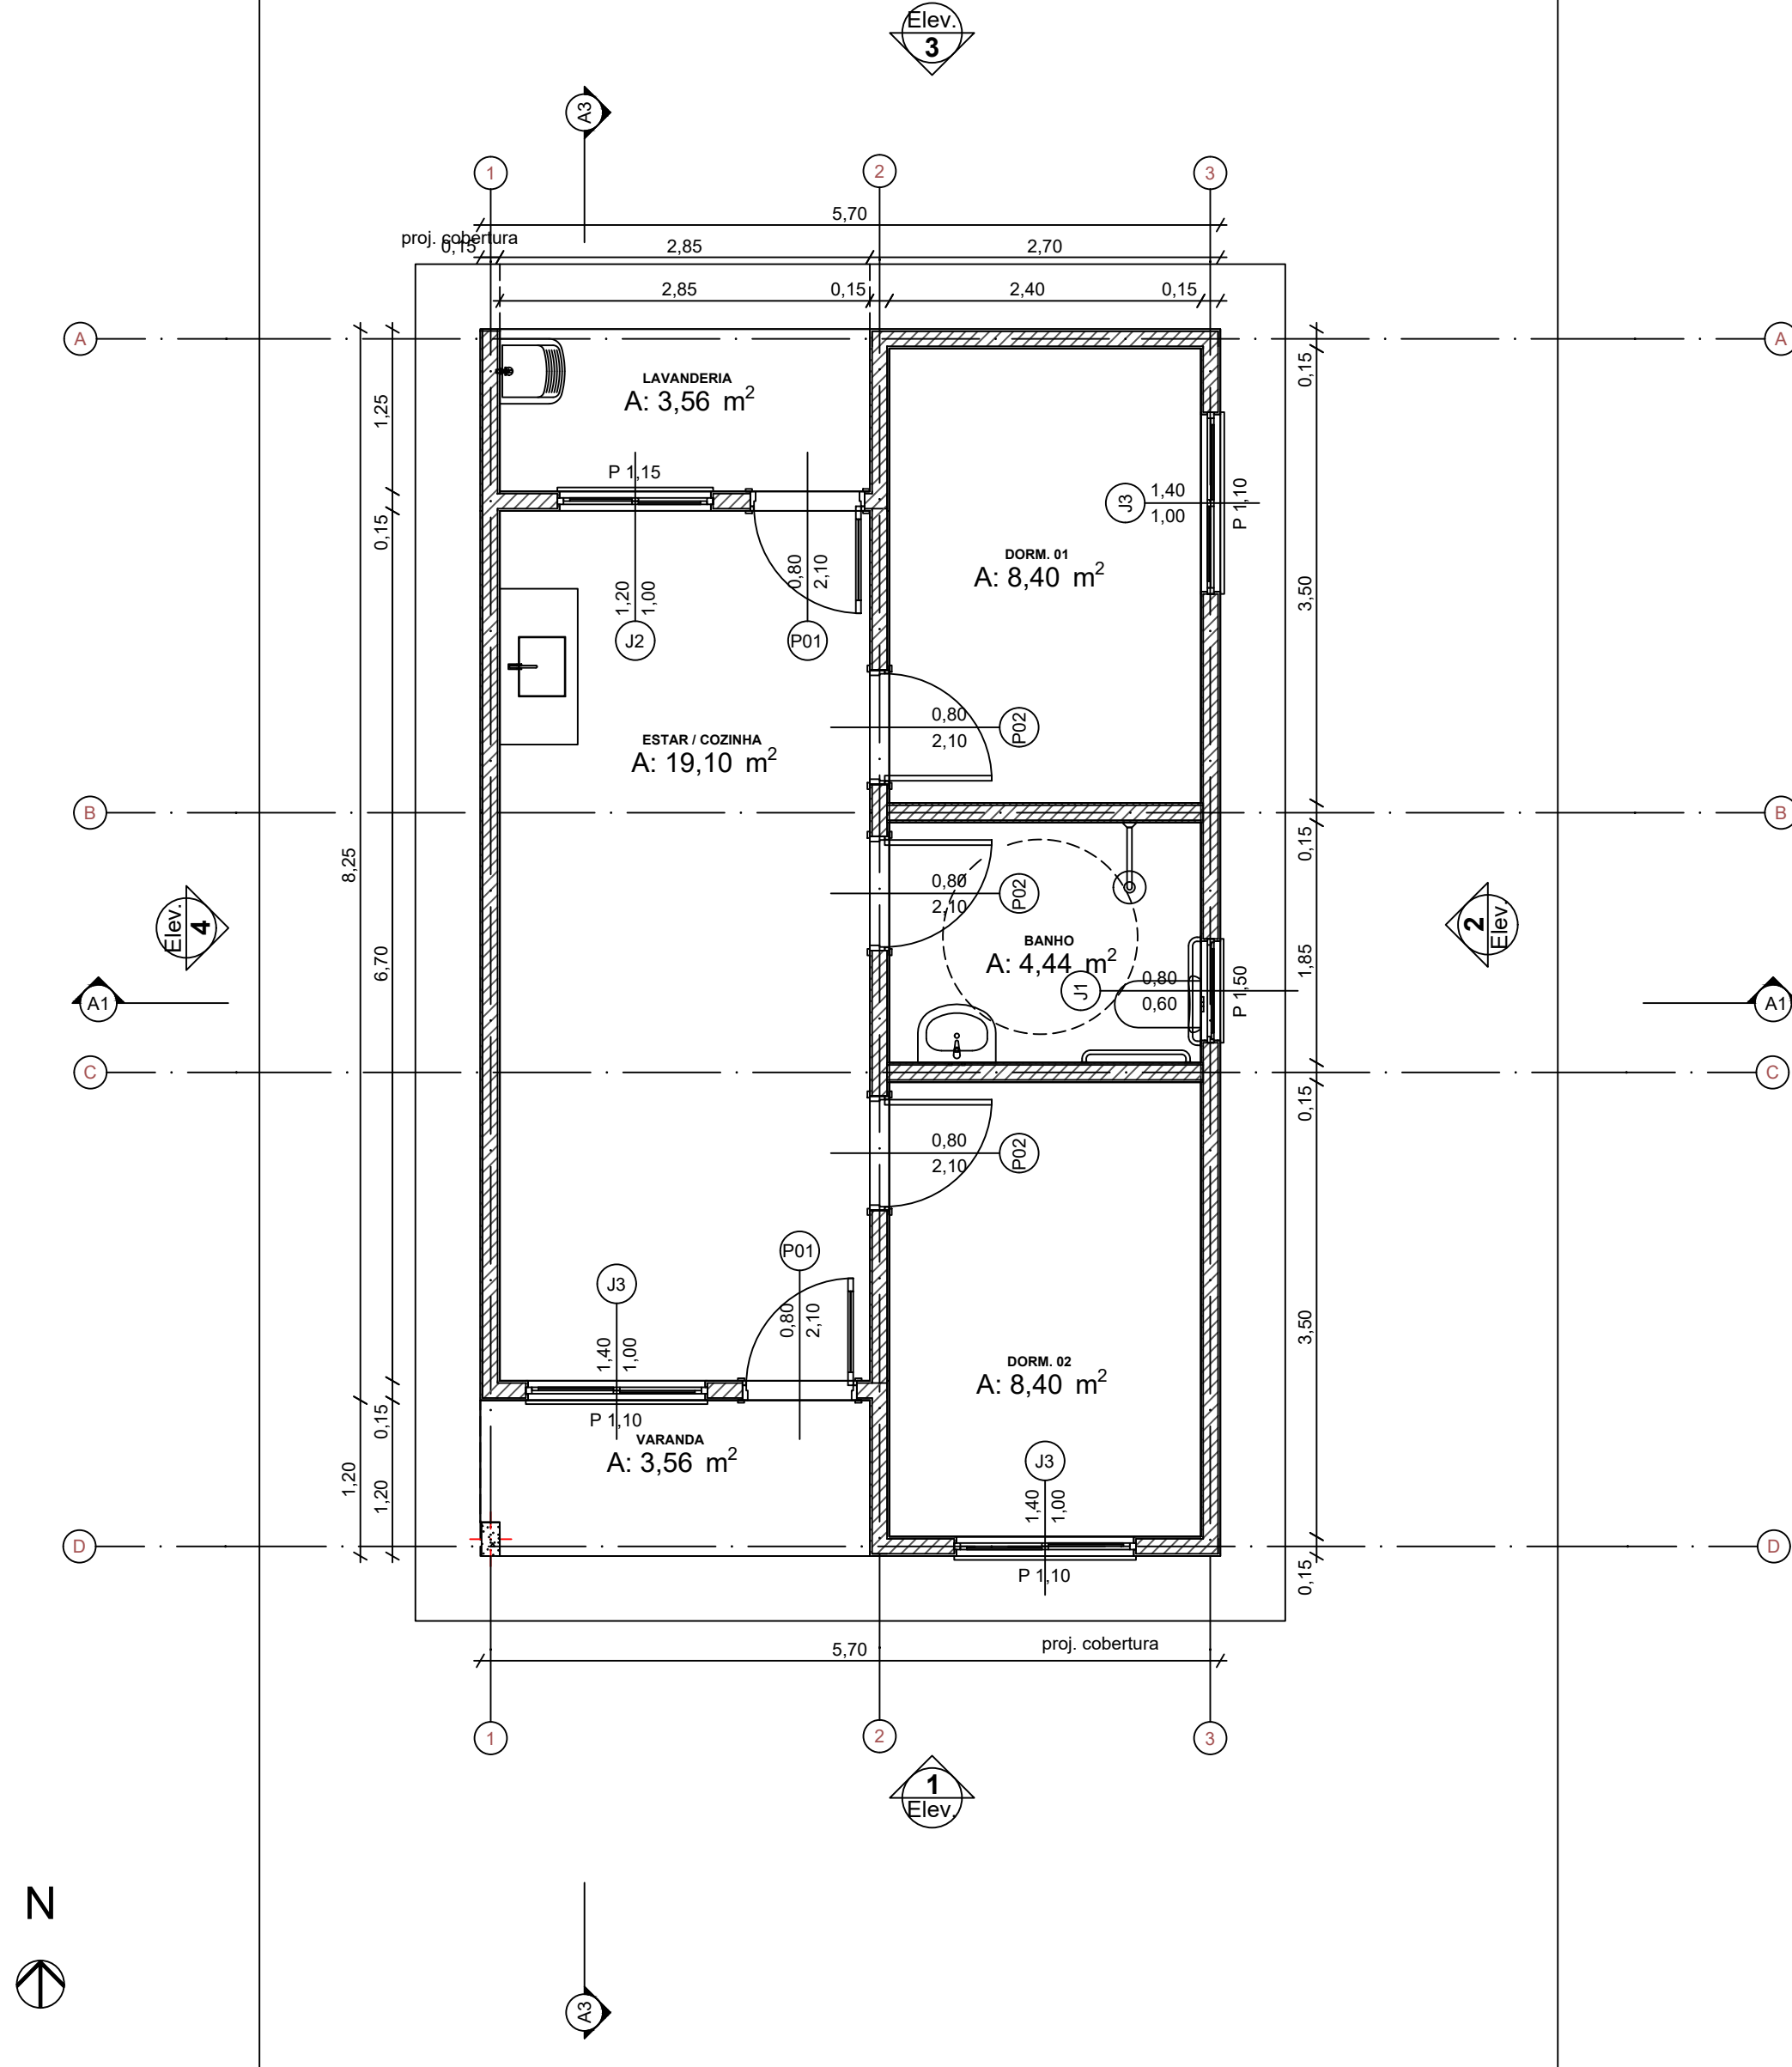 Elev.
3
A3
1
2
3
5,70
proj. cobertura
0,15
2,85
2,70
2,85
0,15
2,40
0,15
A
A
LAVANDERIA
A: 3,56 m²
1,25
0,15
0,15
P 1,15
J3
1,40
1,00
P 1,10
DORM. 01
A: 8,40 m²
0,80
2,10
1,20
1,00
3,50
J2
P01
0,80
2,10
P02
ESTAR / COZINHA
A: 19,10 m²
B
B
8,25
0,15
0,80
2,10
P02
Elev.
4
2
Elev.
BANHO
A: 4,44 m²
6,70
1,85
J1
0,80
0,60
P 1,50
A1
A1
C
C
0,15
0,80
2,10
P02
P01
J3
0,80
2,10
1,40
1,00
3,50
DORM. 02
A: 8,40 m²
P 1,10
0,15
VARANDA
A: 3,56 m²
J3
1,20
1,20
1,40
1,00
D
D
P 1,10
0,15
proj. cobertura
5,70
1
2
3
1
Elev.
N
A3